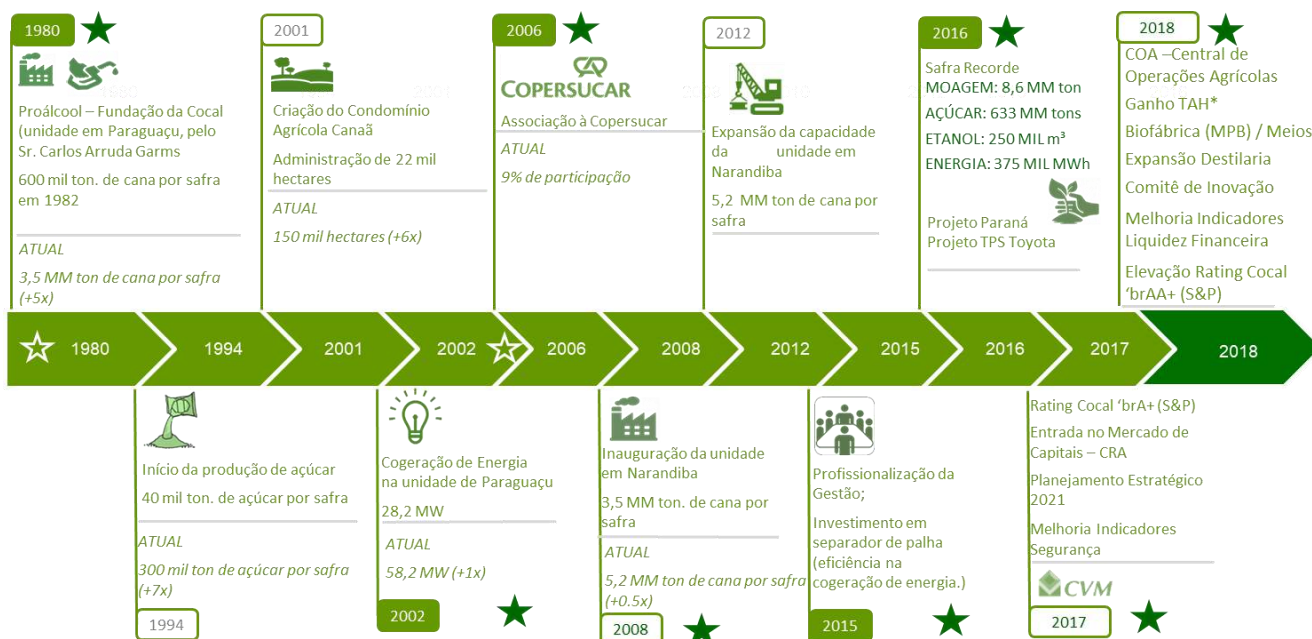 1980
Proálcool – Fundação da Cocal
(unidade em Paraguaçu, pelo
Sr. Carlos Arruda Garms
600 mil ton. de cana por safra
em 1982
ATUAL
3,5 MM ton de cana por safra
(+5x)
2001
Criação do Condomínio
Agrícola Canaã
Administração de 22 mil
hectares
ATUAL
150 mil hectares (+6x)
2006
COPERSUCAR
Associação à Copersucar
ATUAL
9% de participação
2012
Expansão da capacidade
da unidade em
Narandiba
5,2 MM ton de cana por
safra
2016
Safra Recorde
MOAGEM: 8,6 MM ton
AÇÚCAR: 633 MM tons
ETANOL: 250 MIL m³
ENERGIA: 375 MIL MWh
Projeto Paraná
Projeto TPS Toyota
2018
COA –Central de
Operações Agrícolas
Ganho TAH*
Biofábrica (MPB) / Meios
Expansão Destilaria
Comitê de Inovação
Melhoria Indicadores
Liquidez Financeira
Elevação Rating Cocal
‘brAA+ (S&P)
1980 1994 2001 2002 2006 2008 2012 2015 2016 2017 2018
Início da produção de açúcar
40 mil ton. de açúcar por safra
ATUAL
300 mil ton de açúcar por safra
(+7x)
1994
Cogeração de Energia
na unidade de Paraguaçu
28,2 MW
ATUAL
58,2 MW (+1x)
2002
Inauguração da unidade
em Narandiba
3,5 MM ton. de cana por
safra
ATUAL
5,2 MM ton de cana por safra
(+0.5x)
2008
Profissionalização da
Gestão;
Investimento em
separador de palha
(eficiência na
cogeração de energia.)
2015
Rating Cocal ‘brA+ (S&P)
Entrada no Mercado de
Capitais – CRA
Planejamento Estratégico
2021
Melhoria Indicadores
Segurança
CVM
2017